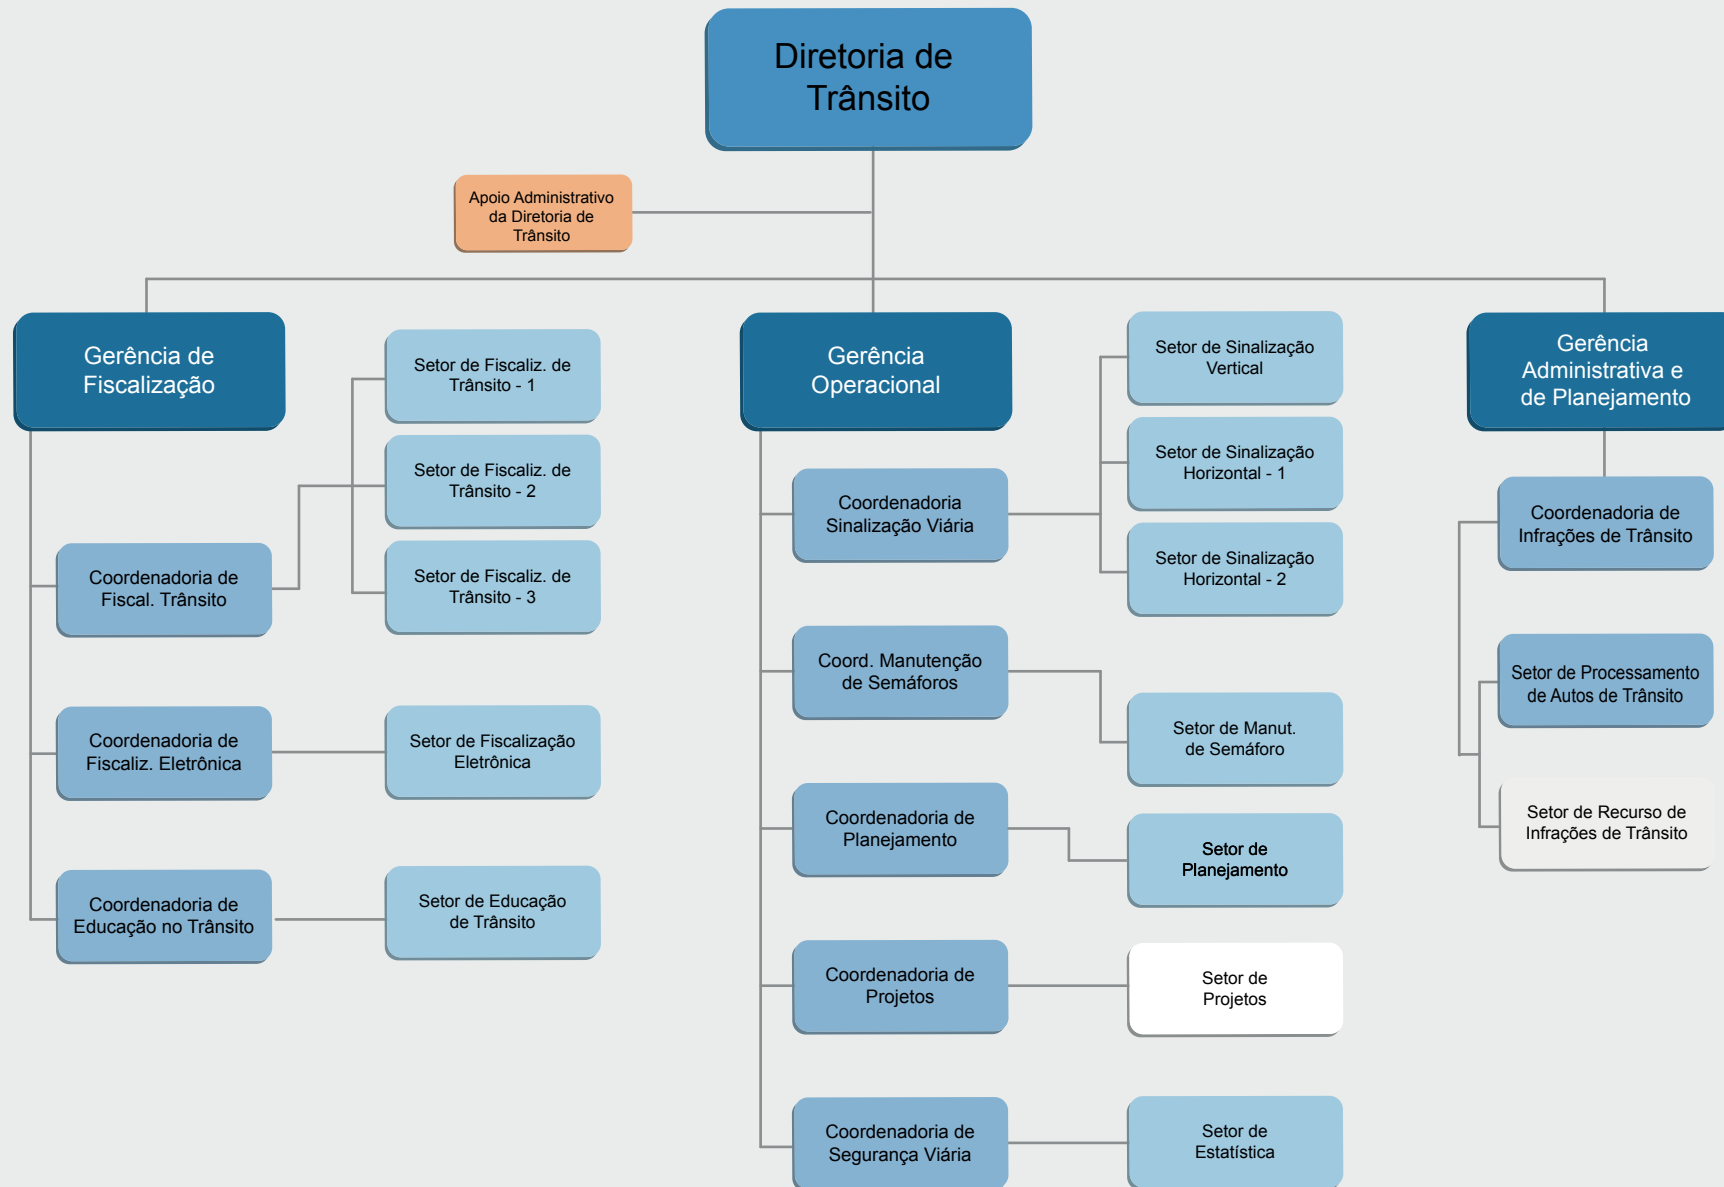 Diretoria de
Trânsito
Apoio Administrativo
da Diretoria de
Trânsito
Gerência de
Fiscalização
Setor de Fiscaliz. de
Trânsito - 1
Setor de Fiscaliz. de
Trânsito - 2
Setor de Fiscaliz. de
Trânsito - 3
Coordenadoria de
Fiscal. Trânsito
Coordenadoria de
Fiscaliz. Eletrônica
Setor de Fiscalização
Eletrônica
Coordenadoria de
Educação no Trânsito
Setor de Educação
de Trânsito
Gerência
Operacional
Setor de Sinalização
Vertical
Setor de Sinalização
Horizontal - 1
Setor de Sinalização
Horizontal - 2
Coordenadoria
Sinalização Viária
Coord. Manutenção
de Semáforos
Setor de Manut.
de Semáforo
Coordenadoria de
Planejamento
Setor de
Planejamento
Coordenadoria de
Projetos
Setor de
Projetos
Coordenadoria de
Segurança Viária
Setor de
Estatística
Gerência
Administrativa e
de Planejamento
Coordenadoria de
Infrações de Trânsito
Setor de Processamento
de Autos de Trânsito
Setor de Recurso de
Infrações de Trânsito